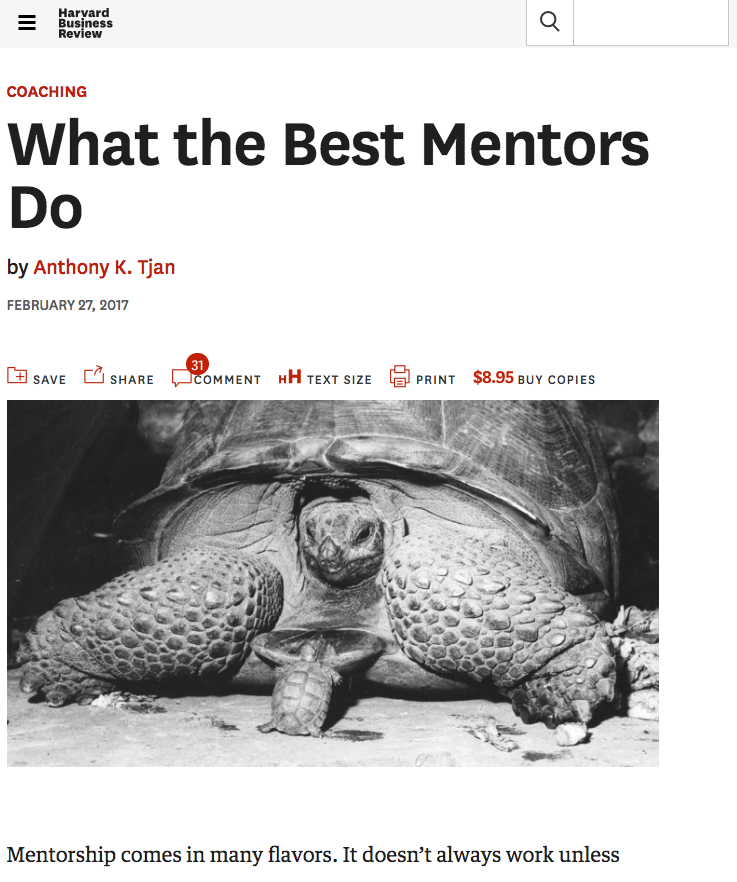 Harvard
Business
Review
COACHING
What the Best Mentors
Do
by Anthony K. Tjan
FEBRUARY 27, 2017
31
SAVE SHARE COMMENT HH TEXT SIZE PRINT $8.95 BUY COPIES
Mentorship comes in many flavors. It doesn’t always work unless